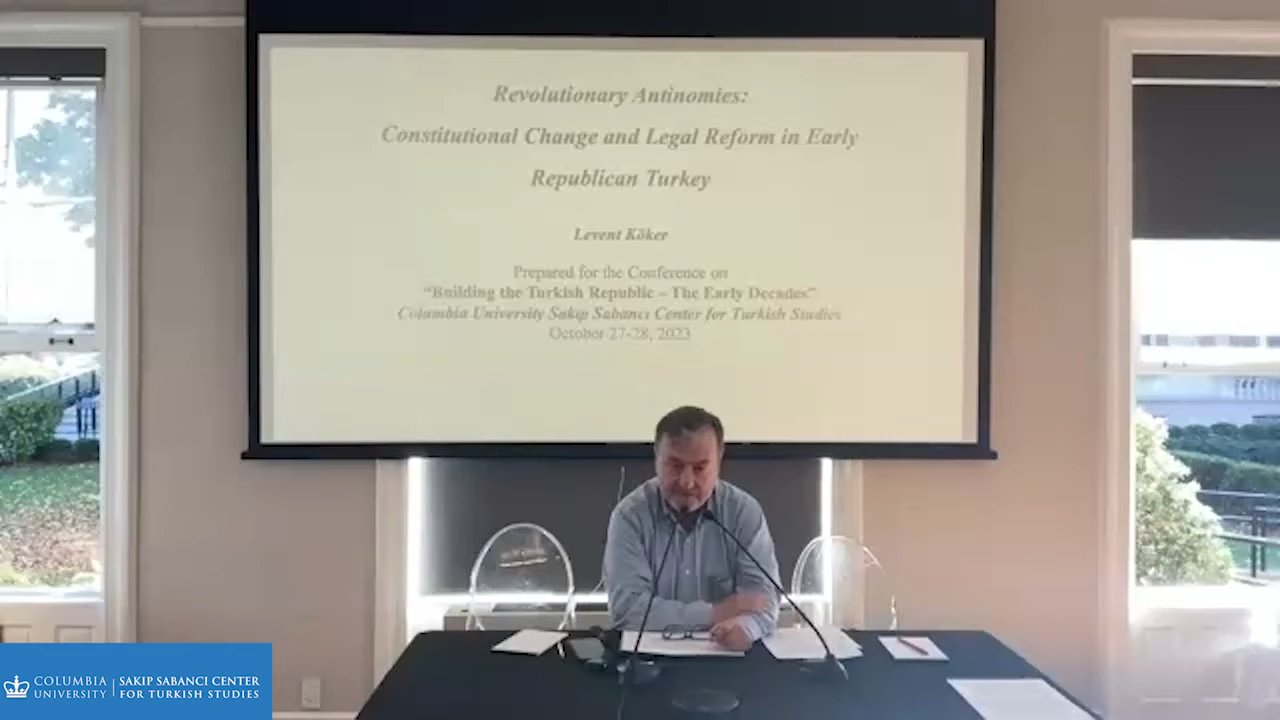 Revolutionary Antinomies:
Constitutional Change and Legal Reform in Early
Republican Turkey
Levent Köker
Prepared for the Conference on
"Building the Turkish Republic – The Early Decades"
Columbia University Sakıp Sabancı Center for Turkish Studies
October 27-28, 2023
COLUMBIA UNIVERSITY
SAKIP SABANCI CENTER
FOR TURKISH STUDIES